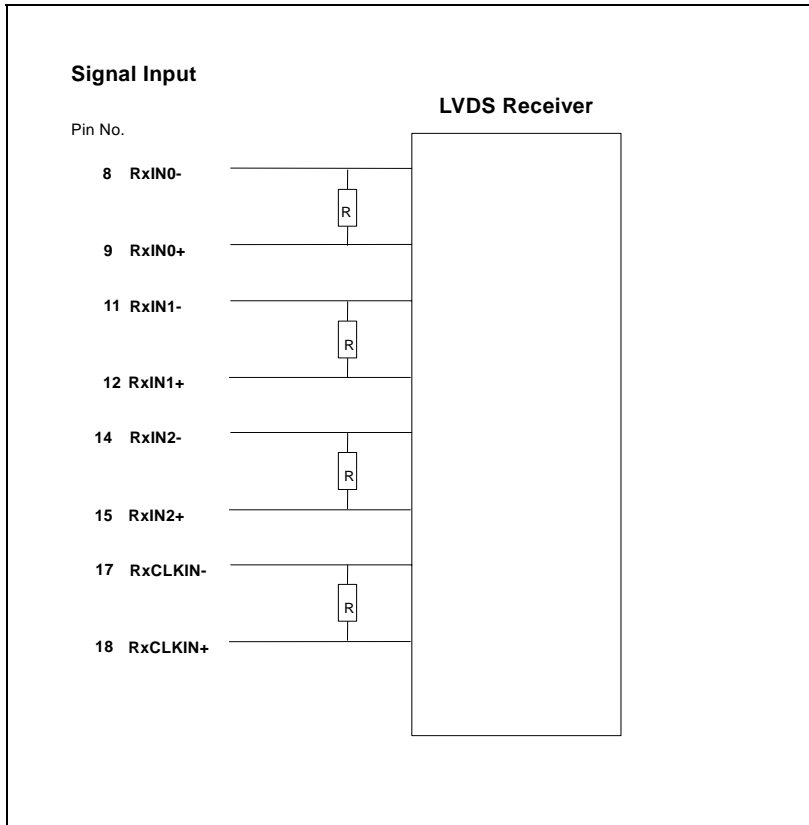 Signal Input
LVDS Receiver
Pin No.
8 RxIN0-
R
9 RxIN0+
11 RxIN1-
R
12 RxIN1+
14 RxIN2-
R
15 RxIN2+
17 RxCLKIN-
R
18 RxCLKIN+